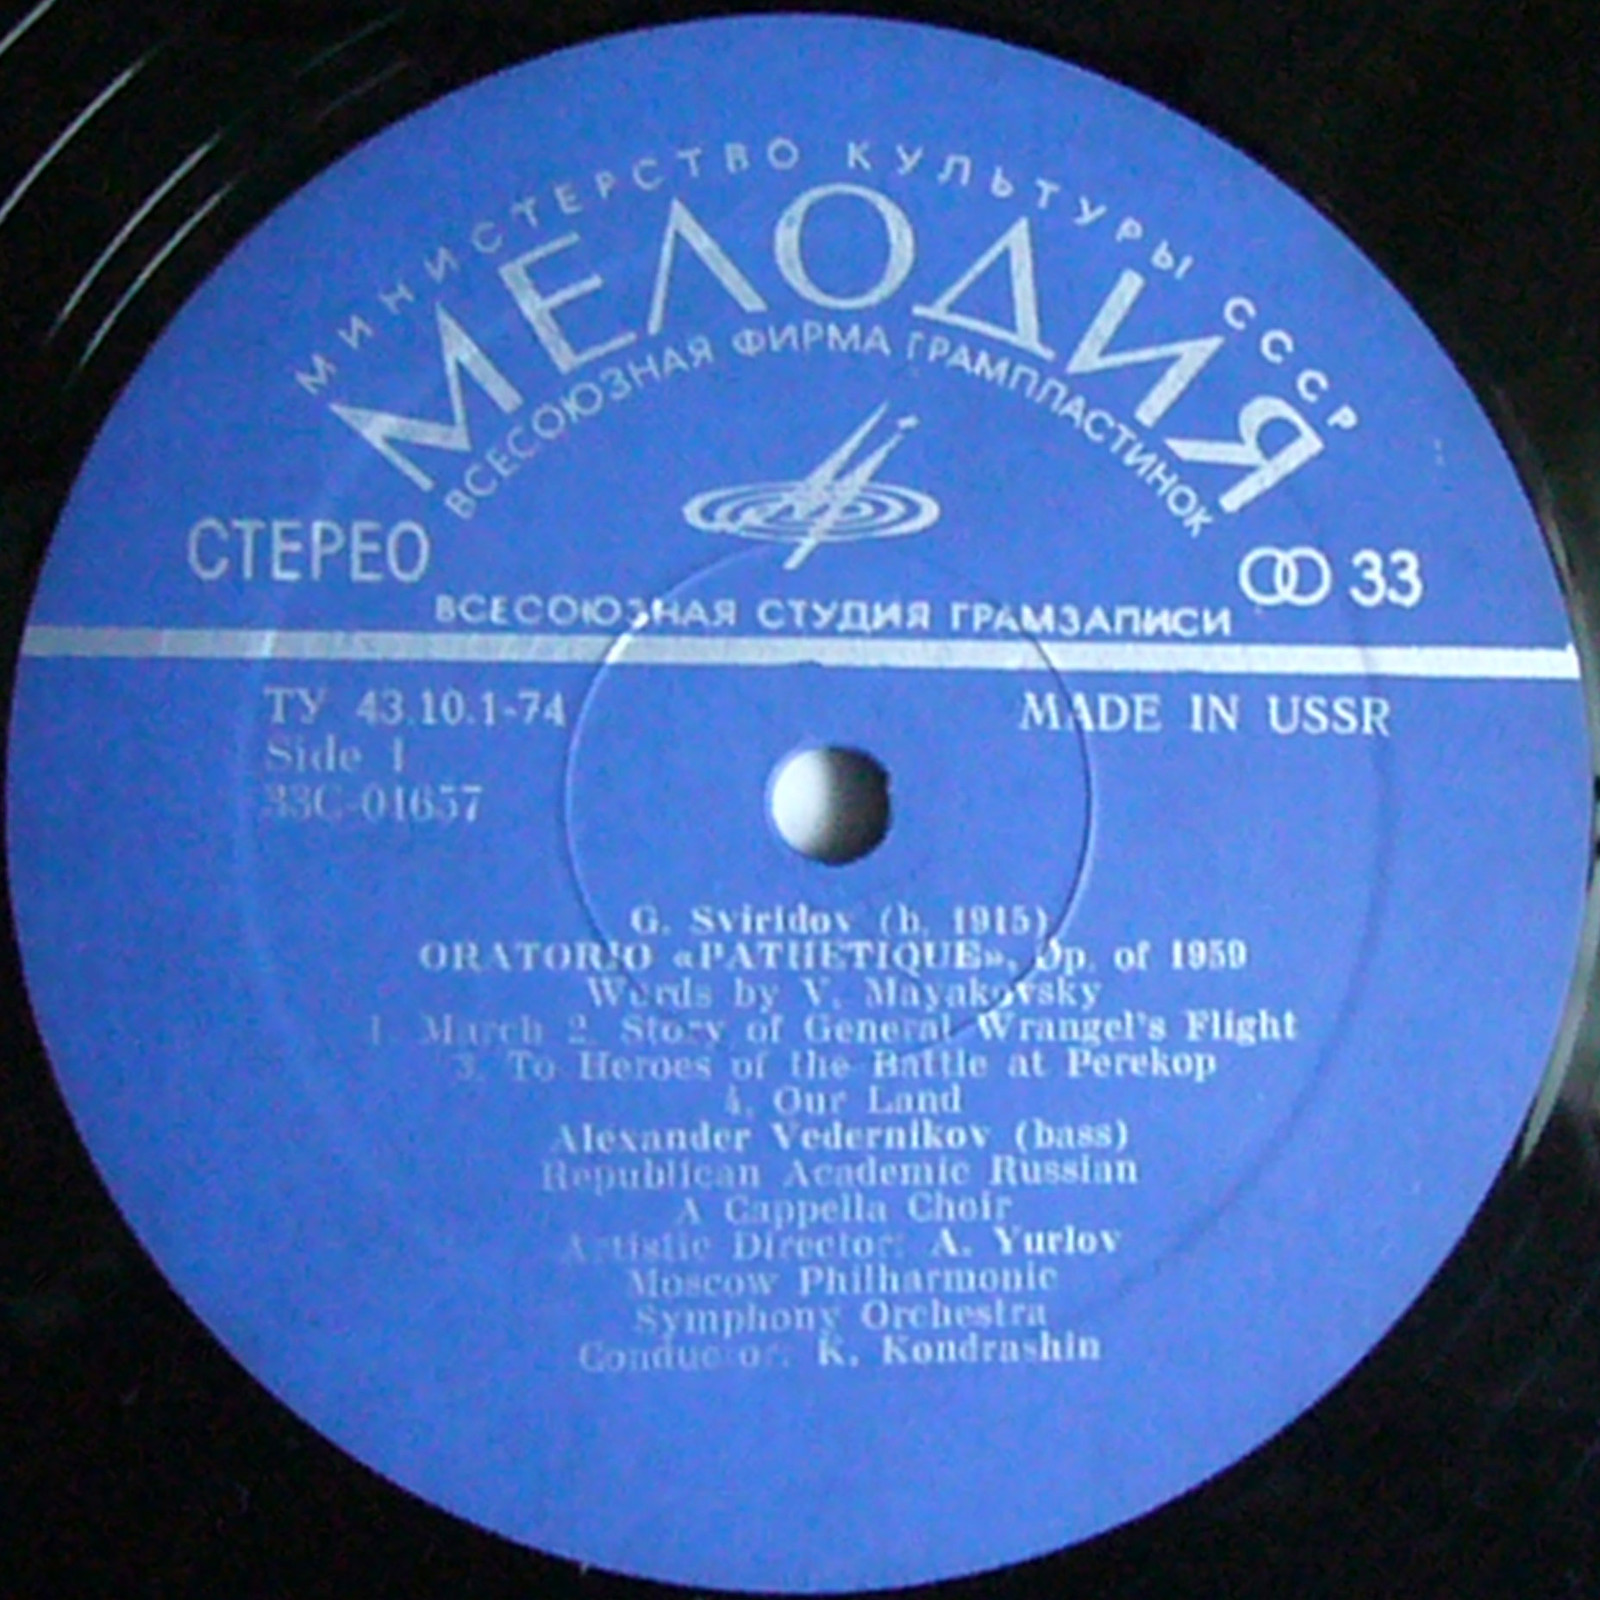 МИНИСТЕРСТВО КУЛЬТУРЫ СССР
МЕЛОДИЯ
ВСЕСОЮЗНАЯ ФИРМА ГРАМПЛАСТИНОК
СТЕРЕО
33
ВСЕСОЮЗНАЯ СТУДИЯ ГРАМЗАПИСИ
ТУ 43.10.1-74
MADE IN USSR
Side 1
33С-01657
G. Sviridov (b. 1915)
ORATORIO «PATHETIQUE», Op. of 1959
Words by V. Mayakovsky
1. March 2. Story of General Wrangel's Flight
3. To Heroes of the Battle at Perekop
4. Our Land
Alexander Vedernikov (bass)
Republican Academic Russian
A Cappella Choir
Artistic Director: A. Yurlov
Moscow Philharmonic
Symphony Orchestra
Conductor: K. Kondrashin